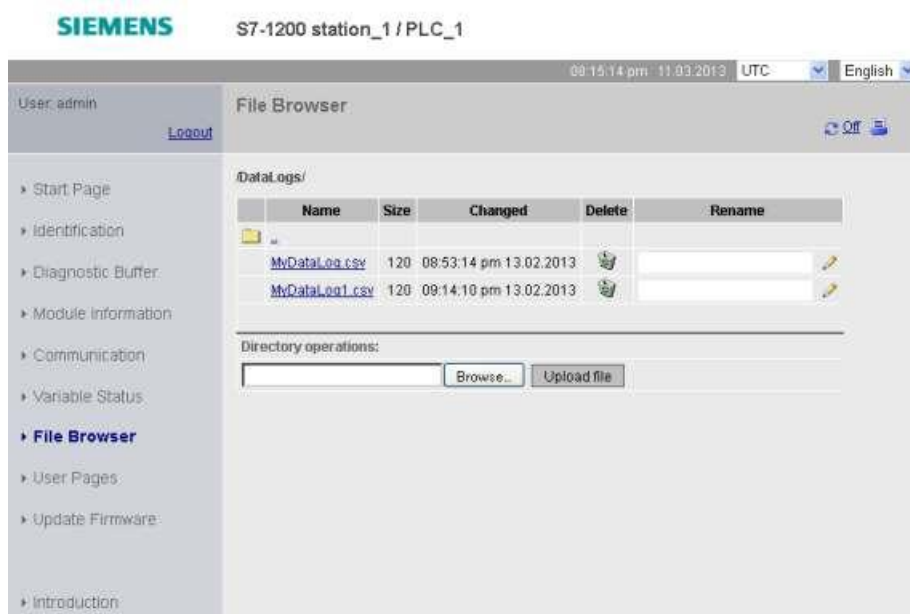 SIEMENS
S7-1200 station_1 / PLC_1
08:15:14 pm 11.03.2013 UTC English
User: admin
Logout
File Browser
Off
/DataLogs/
Name Size Changed Delete Rename
..
MyDataLog.csv 120 08:53:14 pm 13.02.2013
MyDataLog1.csv 120 09:14:10 pm 13.02.2013
Directory operations:
Browse... Upload file
Start Page
Identification
Diagnostic Buffer
Module Information
Communication
Variable Status
File Browser
User Pages
Update Firmware
Introduction